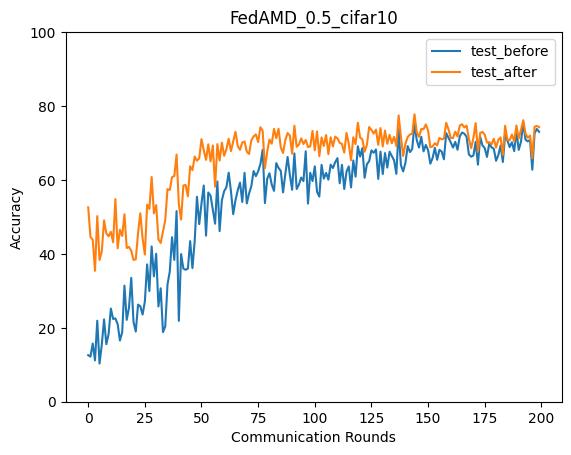 FedAMD_0.5_cifar10
100
80
60
40
20
0
Accuracy
test_before
test_after
0 25 50 75 100 125 150 175 200
Communication Rounds